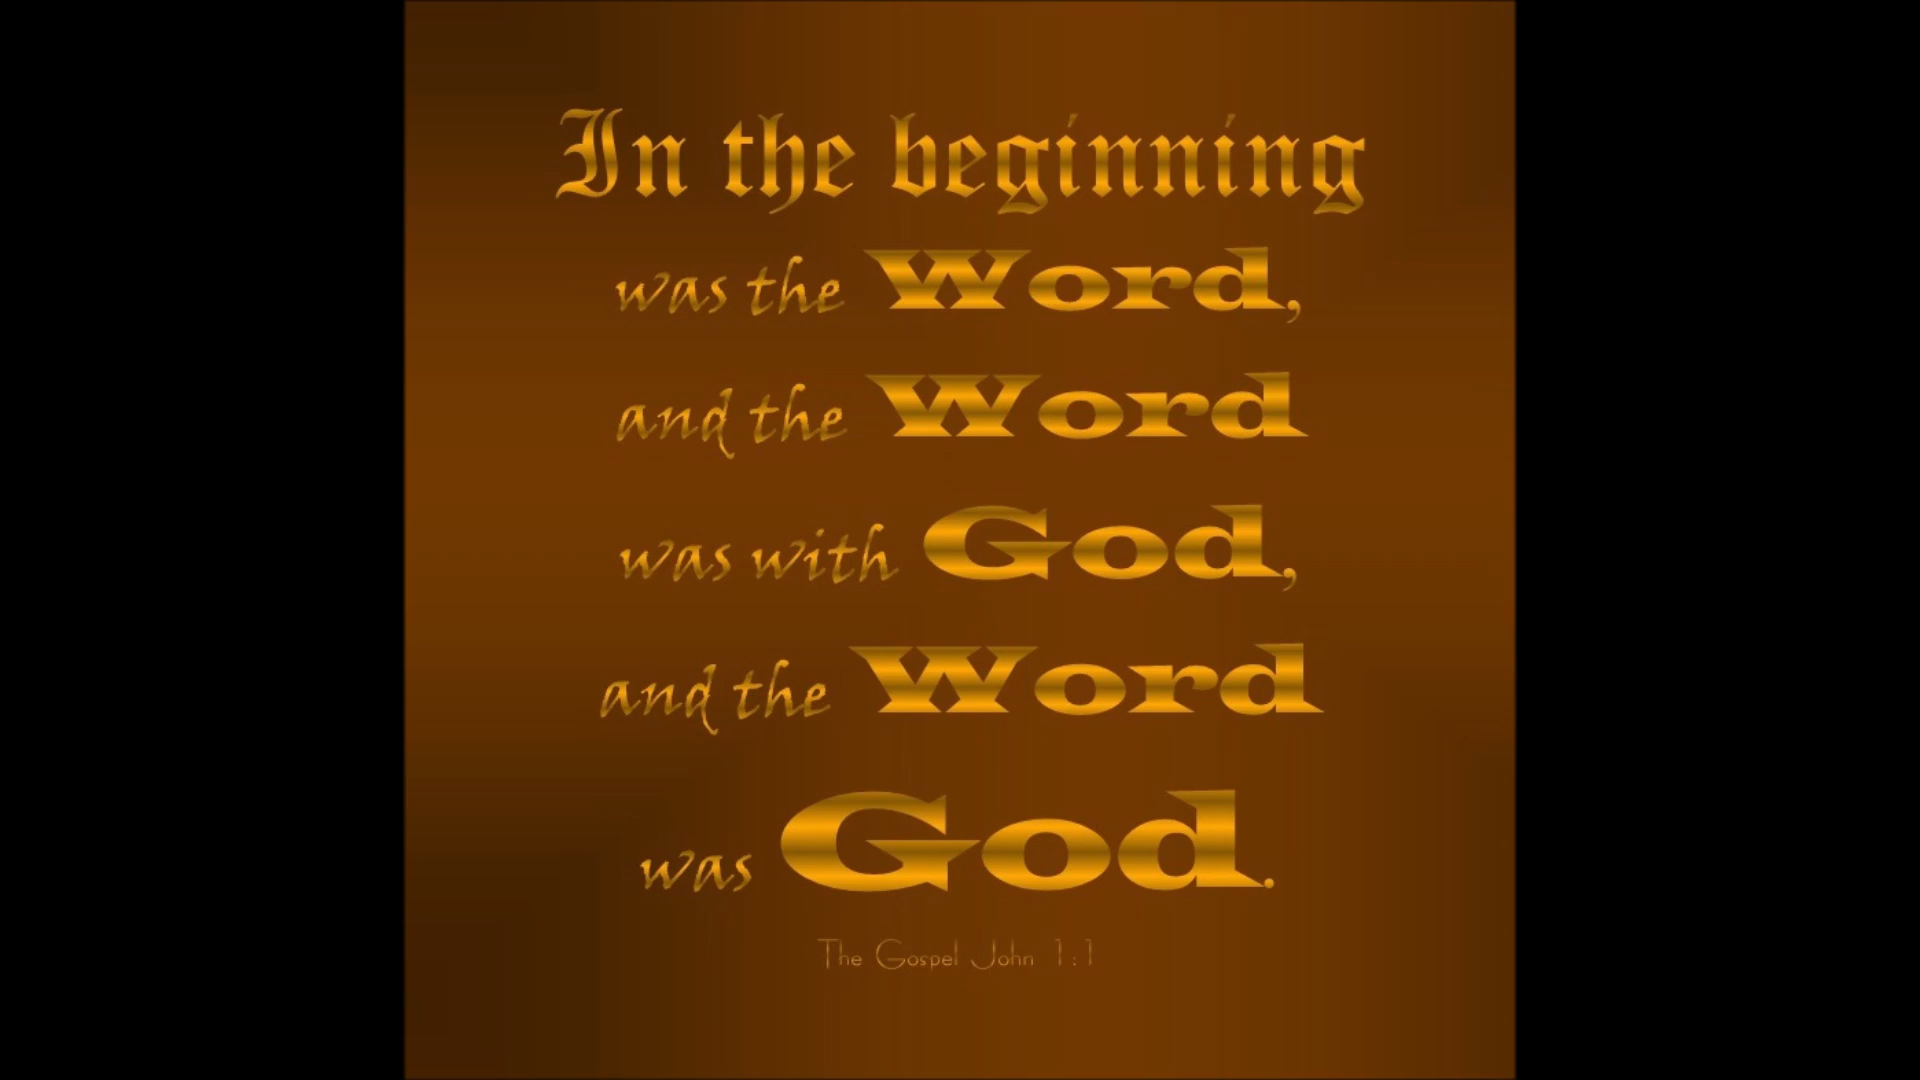 In the beginning
was the Word,
and the Word
was with God,
and the Word
was God.
The Gospel John 1:1